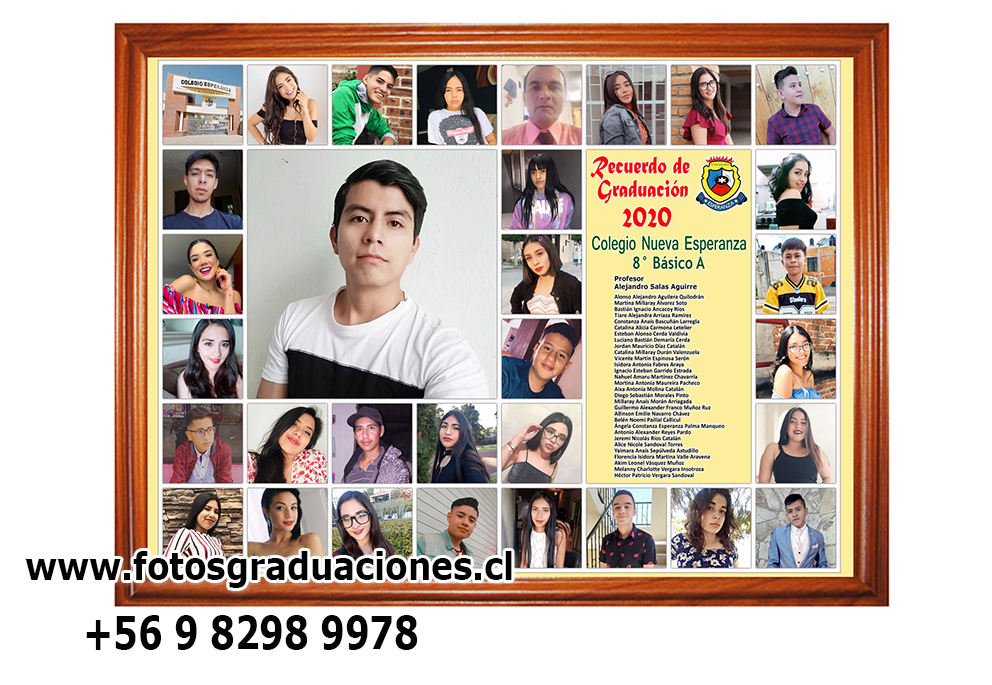 COLEGIO ESPERANZA
Recuerdo de
Graduación
2020
ESPERANZA
Colegio Nueva Esperanza
8° Básico A
Profesor
Alejandro Salas Aguirre
Alonso Alejandro Aguilera Quilodrán
Martina Millaray Álvarez Soto
Bastián Ignacio Ancacoy Ríos
Tiare Alejandra Arriaza Ramírez
Constanza Anais Bascuñán Larregla
Catalina Alicia Carmona Letelier
Esteban Alonso Cerda Valdivia
Luciano Bastián Demaría Cerda
Jordan Mauricio Díaz Catalán
Catalina Millaray Durán Valenzuela
Vicente Martín Espinosa Serón
Isidora Antonia Fabres Araya
Ignacio Esteban Garrido Estrada
Nahuel Amaru Martínez Chavarría
Martina Antonia Maureira Pacheco
Aixa Antonia Molina Catalán
Diego Sebastián Morales Pinto
Millaray Anaís Morán Arriagada
Guillermo Alexander Franco Muñoz Ruz
Allinson Emilie Navarro Chávez
Belén Noemí Paillal Callicul
Ángela Constanza Esperanza Palma Manqueo
Antonio Alexander Reyes Pardo
Jeremi Nicolás Ríos Catalán
Alice Nicole Sandoval Torres
Yaimara Anaís Sepúlveda Astudillo
Florencia Isidora Martina Valle Aravena
Akim Leonel Vásquez Muñoz
Melanny Charlotte Vergara Insotroza
Héctor Patricio Vergara Sandoval
Steelers
www.fotosgraduaciones.cl
+56 9 8298 9978